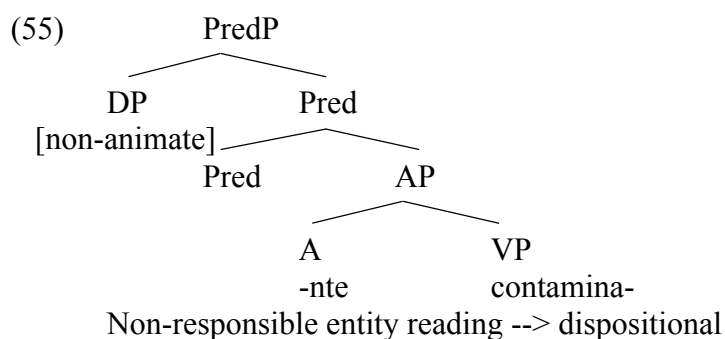 (55) PredP
DP Pred
[non-animate]
Pred AP
A VP
-nte contamina-
Non-responsible entity reading --> dispositional